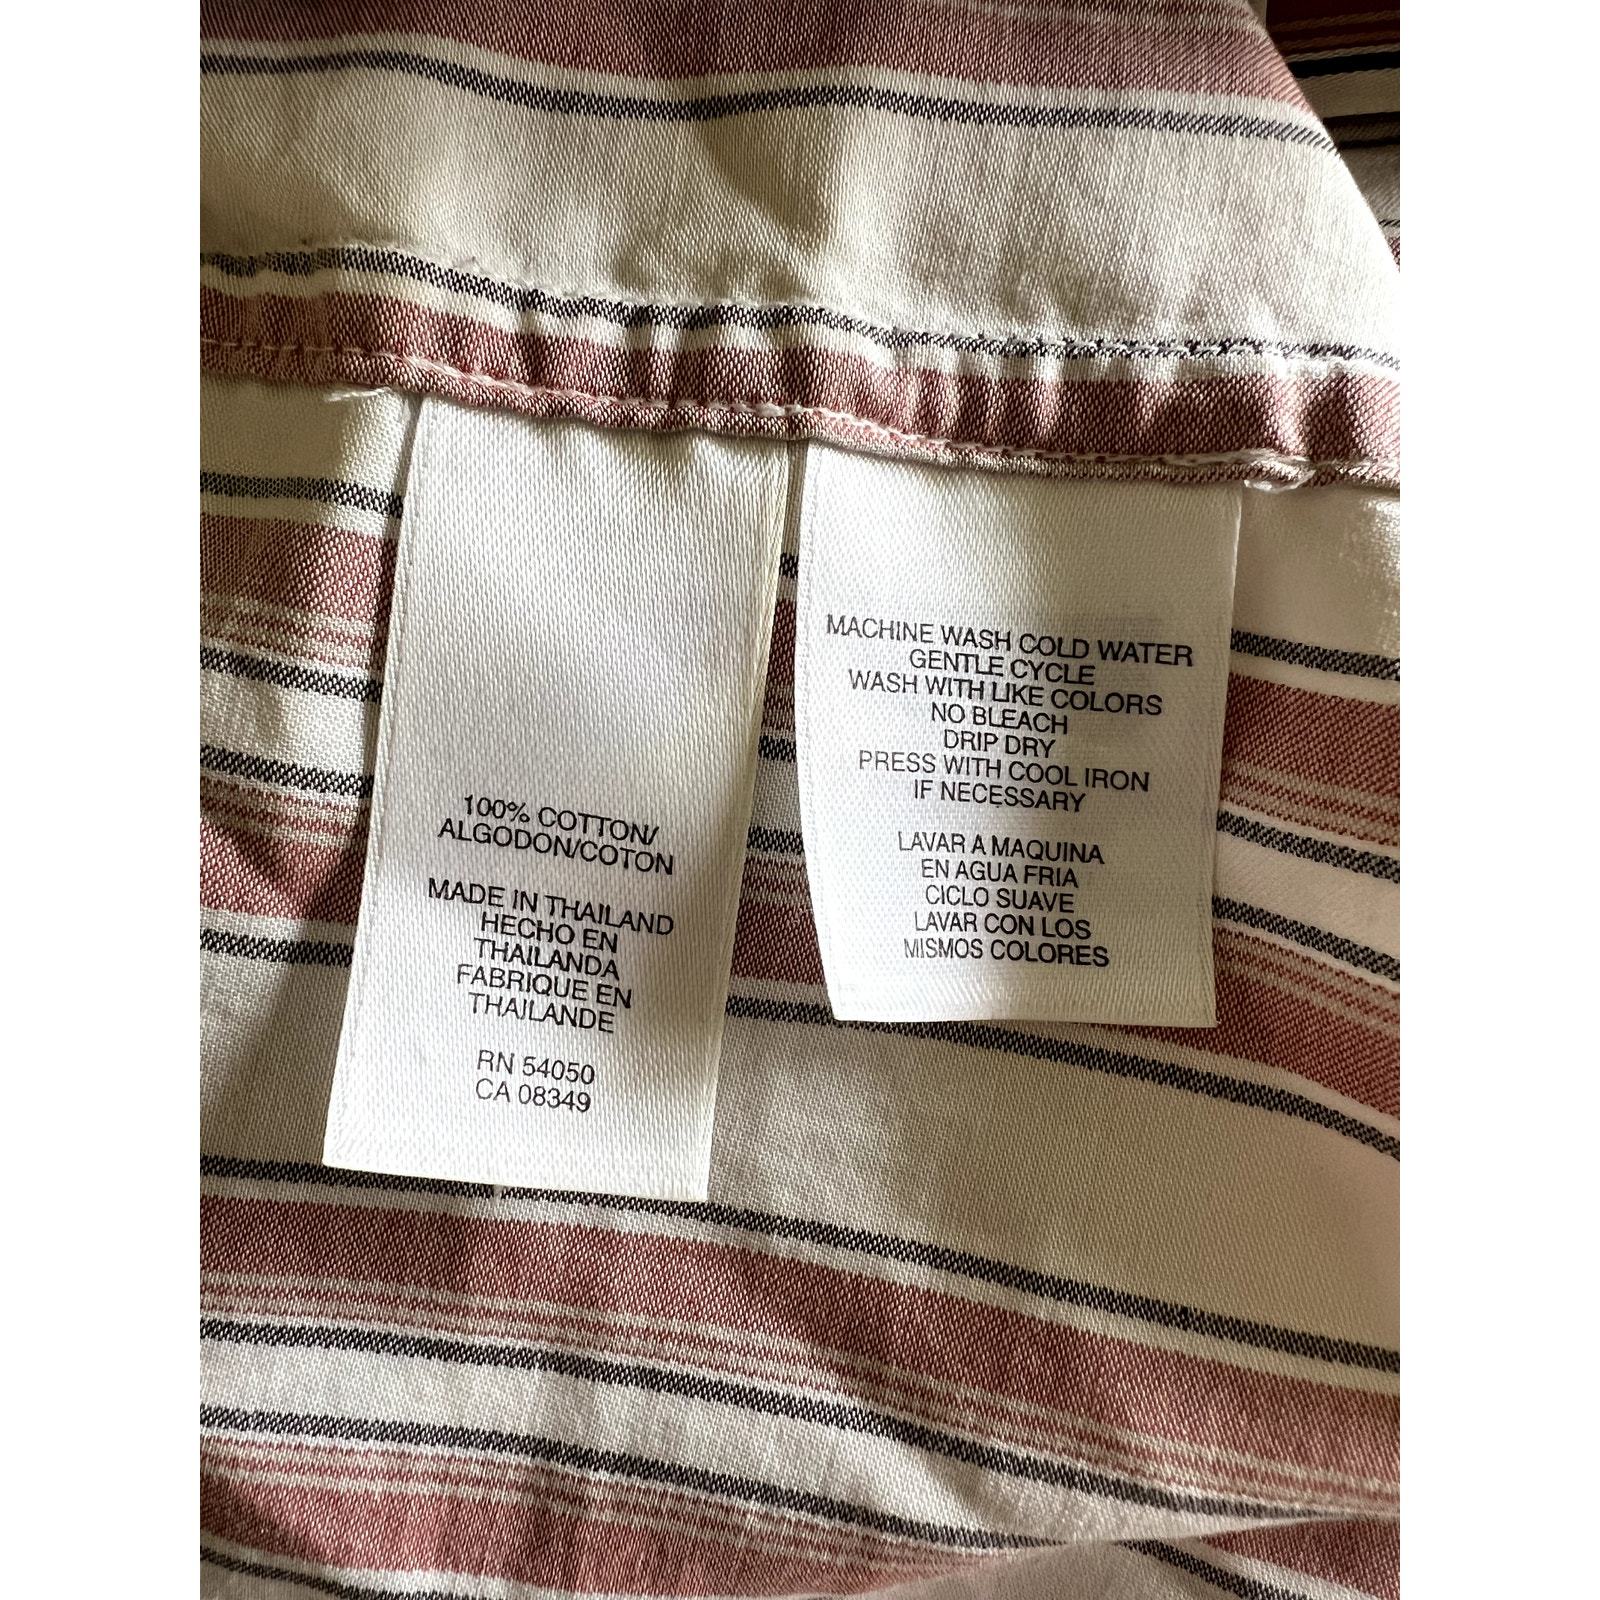 100% COTTON/
ALGODON/COTON
MADE IN THAILAND
HECHO EN
THAILANDA
FABRIQUE EN
THAILANDE
RN 54050
CA 08349
MACHINE WASH COLD WATER
GENTLE CYCLE
WASH WITH LIKE COLORS
NO BLEACH
DRIP DRY
PRESS WITH COOL IRON
IF NECESSARY
LAVAR A MAQUINA
EN AGUA FRIA
CICLO SUAVE
LAVAR CON LOS
MISMOS COLORES